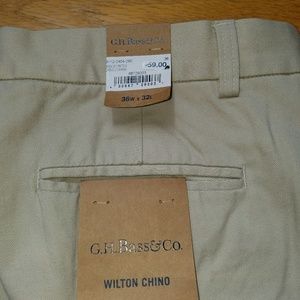 G.H.Bass&Co.
59.00
36W x 32L
G.H.Bass&Co.
WILTON CHINO